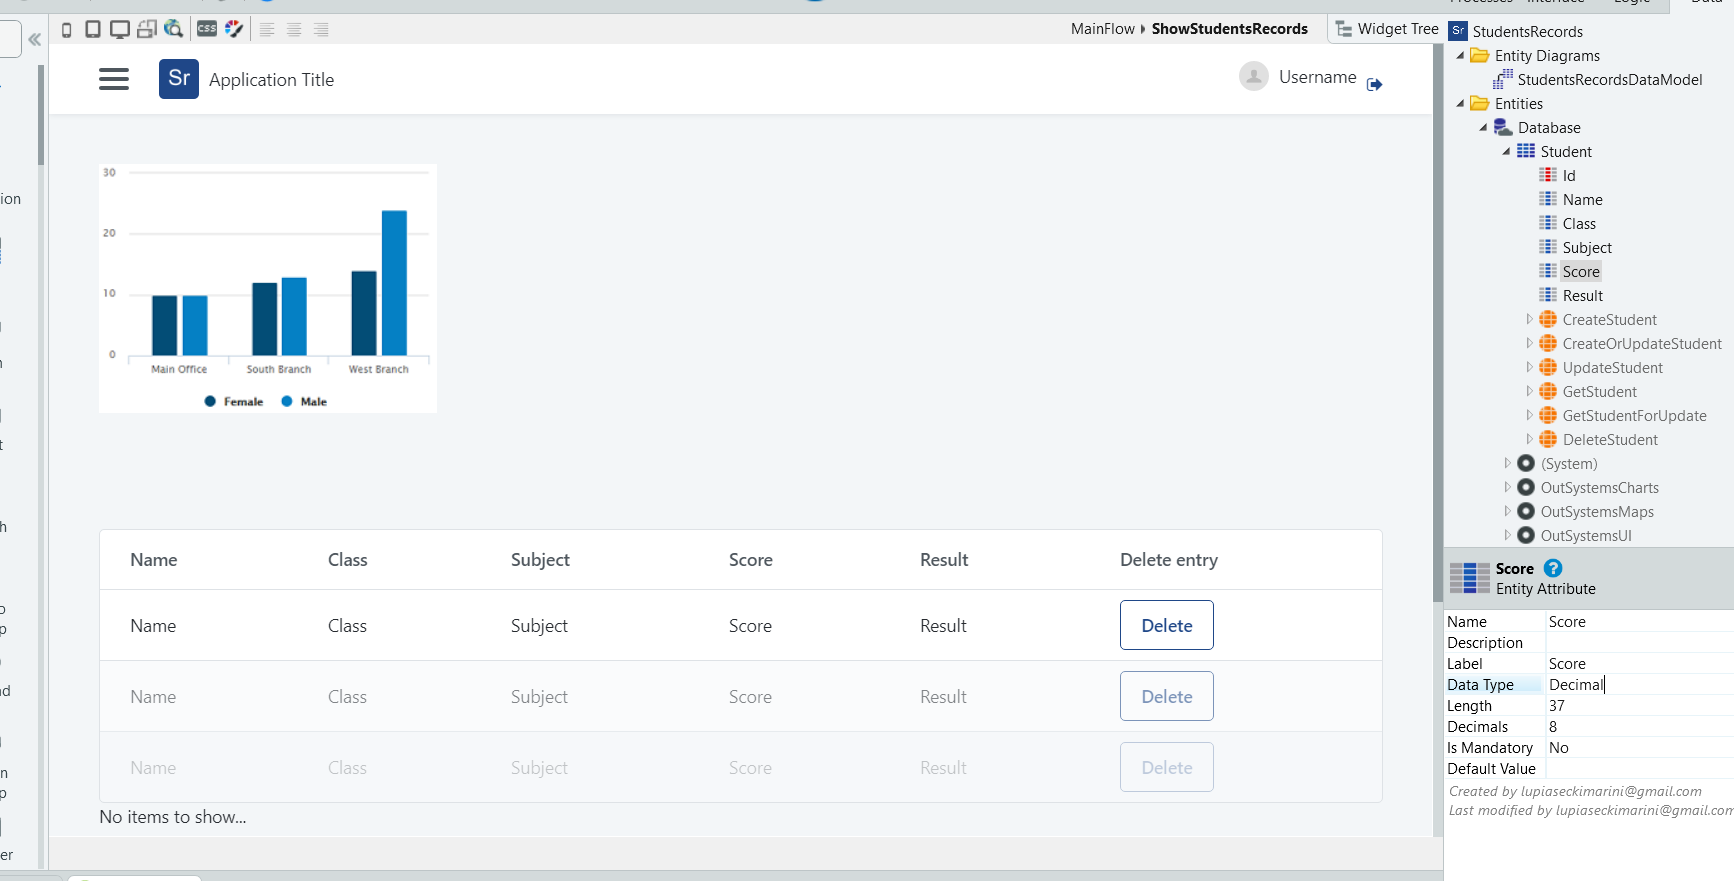 Interface
MainFlow ShowStudentsRecords
Widget Tree
css
Sr Application Title
Username
30
20
10
0
Main Office South Branch West Branch
Female Male
Name Class Subject Score Result Delete entry
Name Class Subject Score Result Delete
Name Class Subject Score Result Delete
Name Class Subject Score Result Delete
No items to show...
Sr StudentsRecords
Entity Diagrams
StudentsRecordsDataModel
Entities
Database
Student
Id
Name
Class
Subject
Score
Result
CreateStudent
CreateOrUpdateStudent
UpdateStudent
GetStudent
GetStudentForUpdate
DeleteStudent
(System)
OutSystemsCharts
OutSystemsMaps
OutSystemsUI
Score ?
Entity Attribute
Name Score
Description
Label Score
Data Type Decimal
Length 37
Decimals 8
Is Mandatory No
Default Value
Created by lupiaseckimarini@gmail.com
Last modified by lupiaseckimarini@gmail.com